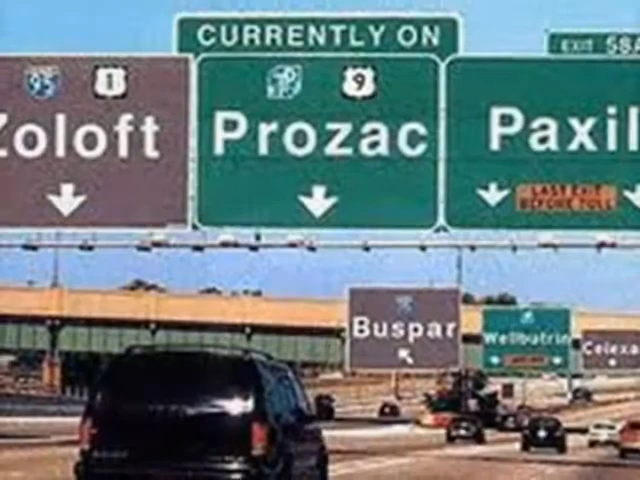 CURRENTLY ON
EXIT 58A
95 1
9
Zoloft
Prozac
Paxil
LAST EXIT
BEFORE TOLL
Buspar
Wellbutrin
Celexa